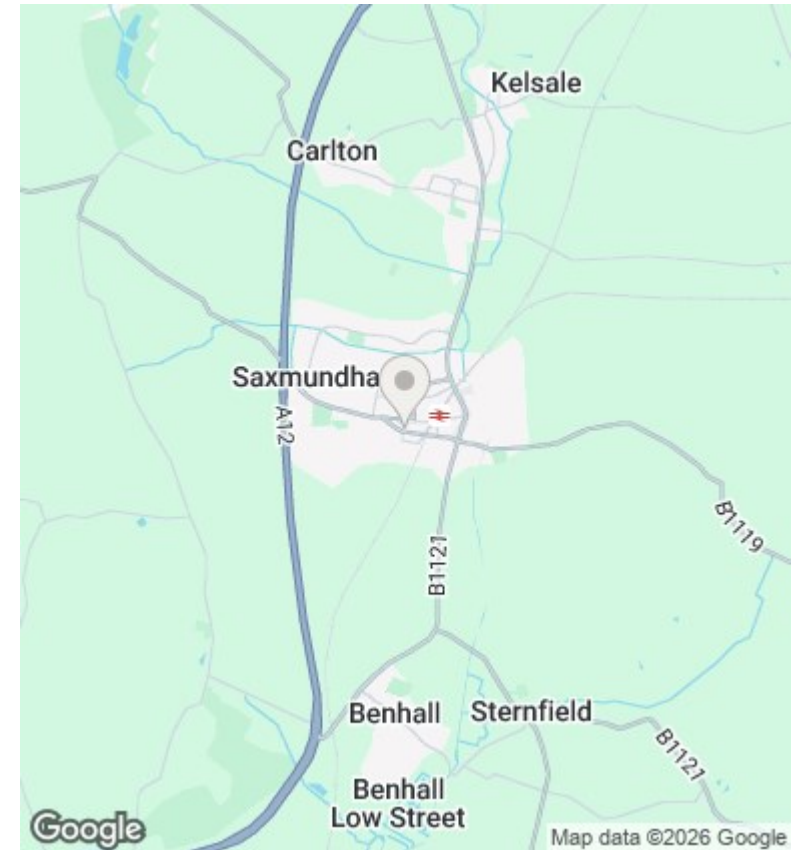 Kelsale
Carlton
Saxmundha
A12
B1119
B1121
Benhall
Sternfield
B1121
Benhall
Low Street
Google
Map data ©2026 Google